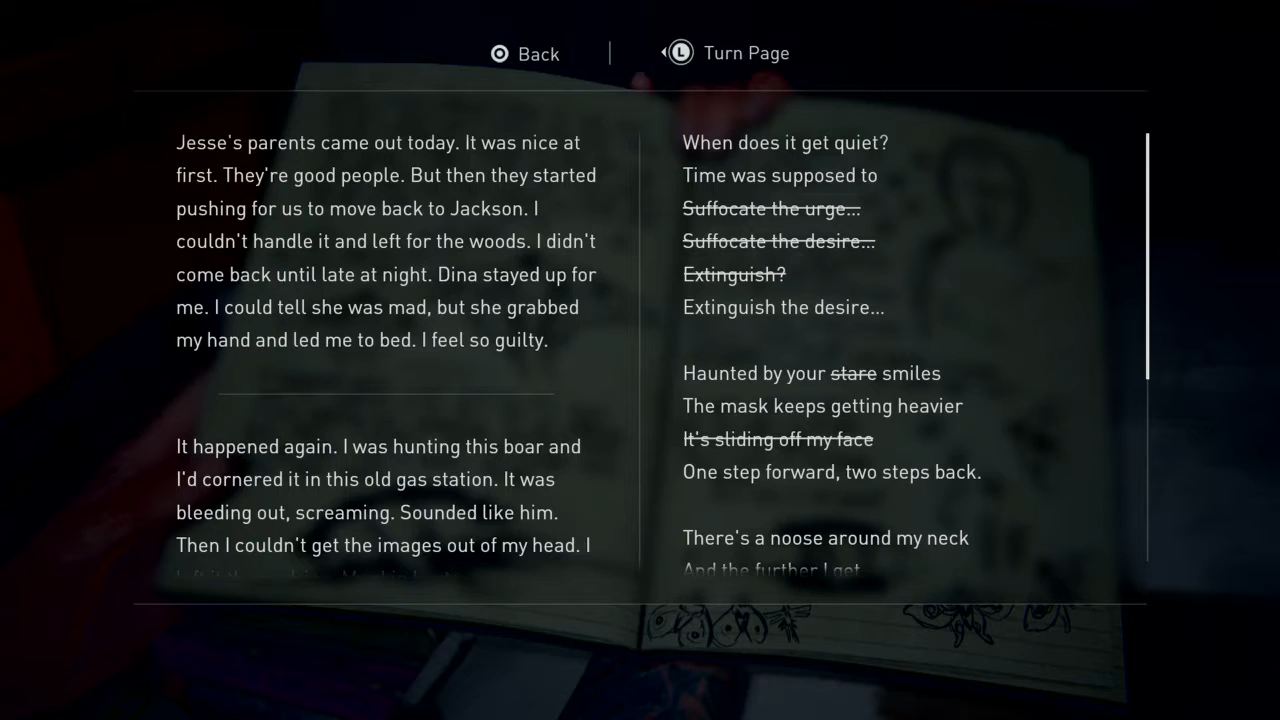 Back
L Turn Page
Jesse's parents came out today. It was nice at
first. They're good people. But then they started
pushing for us to move back to Jackson. I
couldn't handle it and left for the woods. I didn't
come back until late at night. Dina stayed up for
me. I could tell she was mad, but she grabbed
my hand and led me to bed. I feel so guilty.
It happened again. I was hunting this boar and
I'd cornered it in this old gas station. It was
bleeding out, screaming. Sounded like him.
Then I couldn't get the images out of my head. I
When does it get quiet?
Time was supposed to
Suffocate the urge...
Suffocate the desire...
Extinguish?
Extinguish the desire...
Haunted by your stare smiles
The mask keeps getting heavier
It's sliding off my face
One step forward, two steps back.
There's a noose around my neck
And the further I get